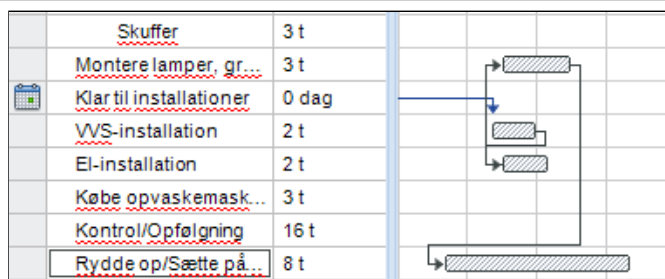 Skuffer 3 t
Montere lamper, gr... 3 t
Klar til installationer 0 dag
VVS-installation 2 t
El-installation 2 t
Købe opvaskemask... 3 t
Kontrol/Opfølgning 16 t
Rydde op/Sætte på... 8 t